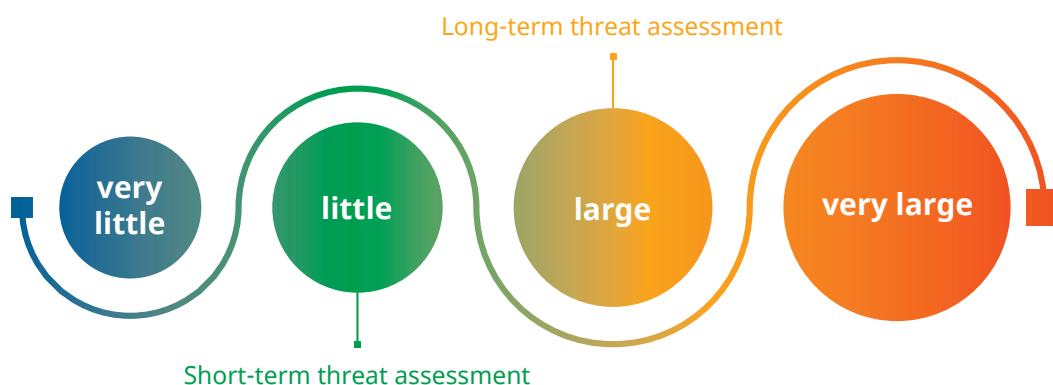 Long-term threat assessment
very
little
little
large
very large
Short-term threat assessment